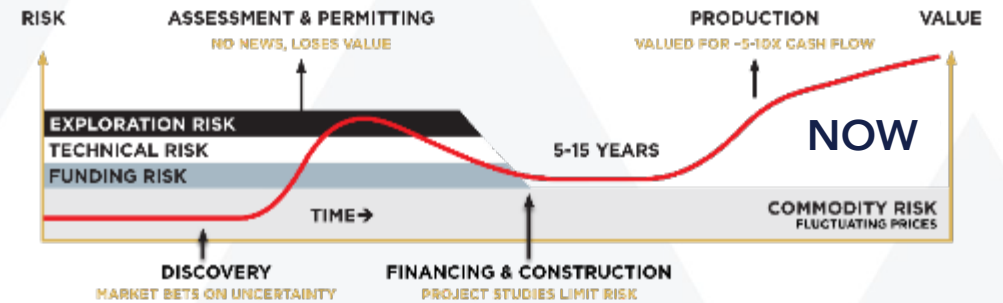 RISK
ASSESSMENT & PERMITTING
NO NEWS, LOSES VALUE
PRODUCTION
VALUED FOR ~5-10X CASH FLOW
VALUE
EXPLORATION RISK
TECHNICAL RISK
FUNDING RISK
5-15 YEARS
NOW
TIME→
COMMODITY RISK
FLUCTUATING PRICES
DISCOVERY
MARKET BETS ON UNCERTAINTY
FINANCING & CONSTRUCTION
PROJECT STUDIES LIMIT RISK